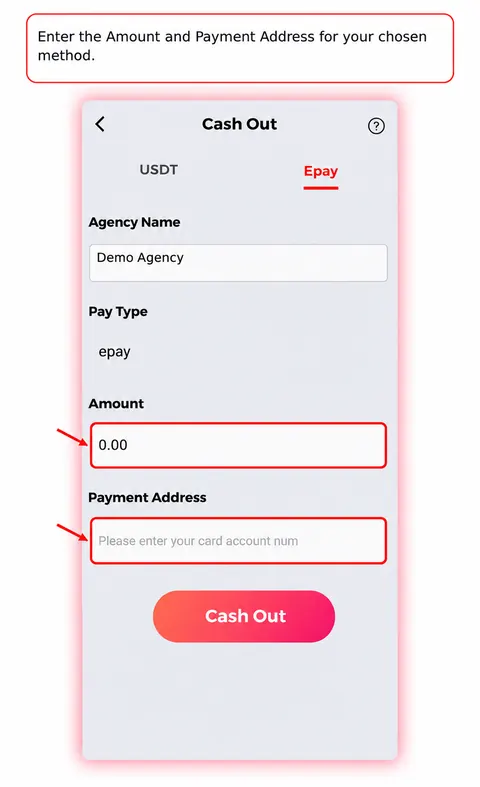 Enter the Amount and Payment Address for your chosen
method.
Cash Out
?
USDT
Epay
Agency Name
Demo Agency
Pay Type
epay
Amount
0.00
Payment Address
Please enter your card account num
Cash Out